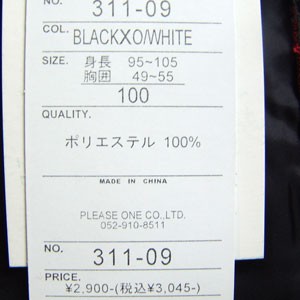 NO. 311-09
COL. BLACKXO/WHITE
SIZE. 身長 95~105
胸囲 49~55
100
QUALITY.
ポリエステル 100%
MADE IN CHINA
PLEASE ONE CO.,LTD.
052-910-8511
NO. 311-09
PRICE.
¥2,900-(税込¥3,045-)